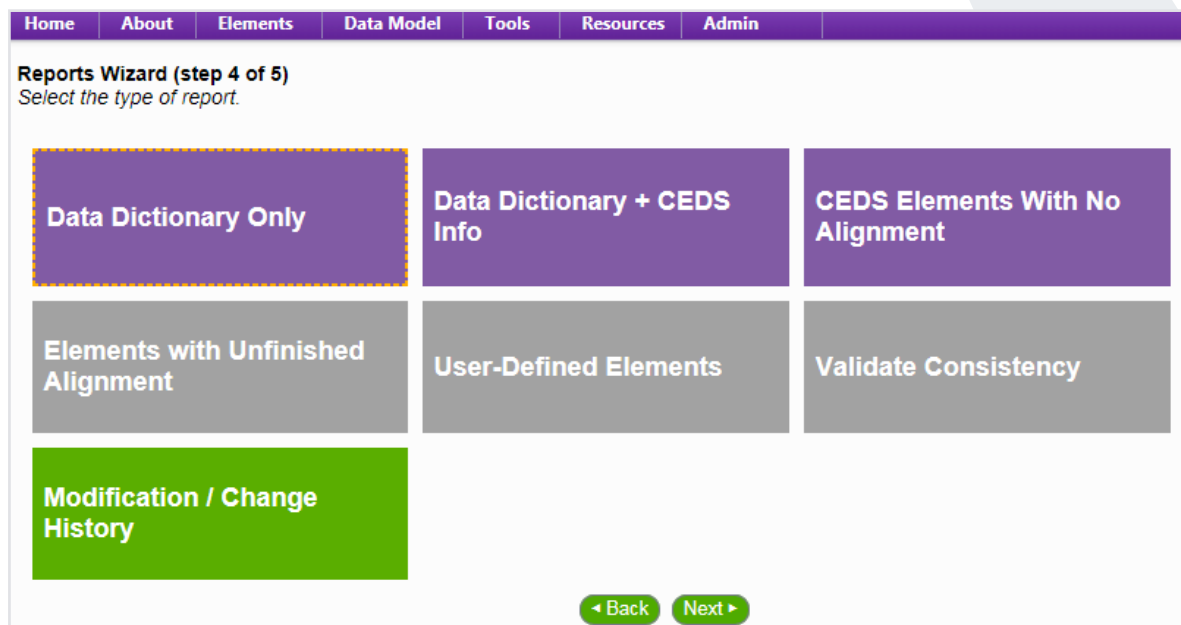 Home About Elements Data Model Tools Resources Admin
Reports Wizard (step 4 of 5)
Select the type of report.
Data Dictionary Only
Data Dictionary + CEDS
Info
CEDS Elements With No
Alignment
Elements with Unfinished
Alignment
User-Defined Elements
Validate Consistency
Modification / Change
History
◂ Back Next ▸